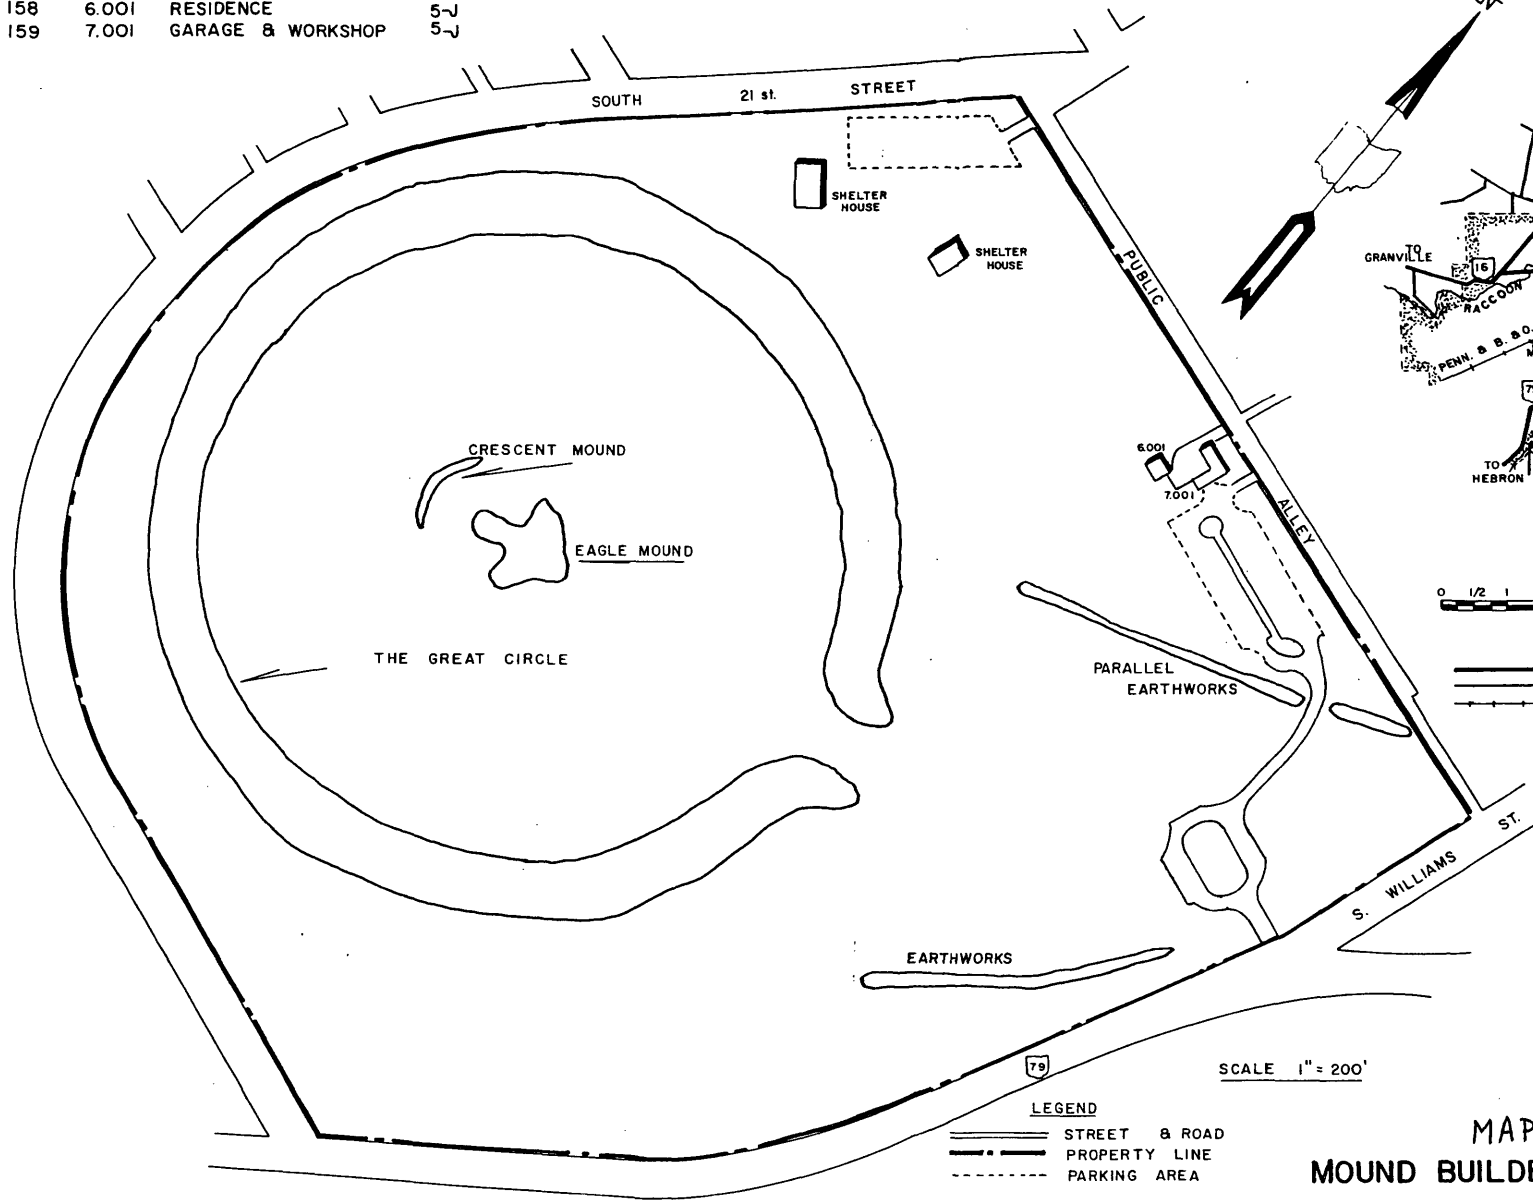 158 6.001 RESIDENCE 5-J
159 7.001 GARAGE & WORKSHOP 5-J
SOUTH 21 st. STREET
SHELTER
HOUSE
SHELTER
HOUSE
PUBLIC
ALLEY
TO
GRANVILLE
16
RACCOON
PENN. & B. & O.
TO
HEBRON
CRESCENT MOUND
EAGLE MOUND
6.001
7.001
0 1/2 1
THE GREAT CIRCLE
PARALLEL
EARTHWORKS
S. WILLIAMS ST.
EARTHWORKS
79
SCALE 1" = 200'
LEGEND
STREET & ROAD
PROPERTY LINE
PARKING AREA
MAP
MOUND BUILDE